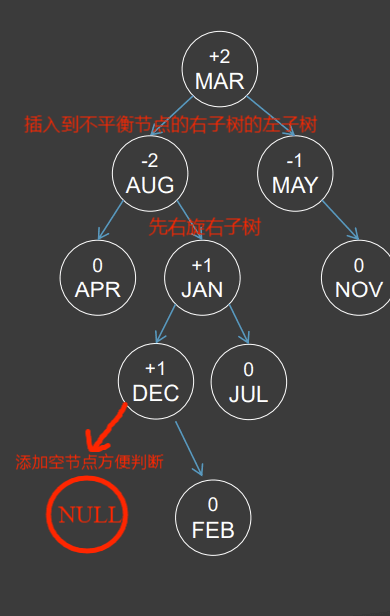 +2
MAR
插入到不平衡节点的右子树的左子树
-2
AUG
-1
MAY
先右旋右子树
0
APR
+1
JAN
0
NOV
+1
DEC
0
JUL
添加空节点方便判断
NULL
0
FEB